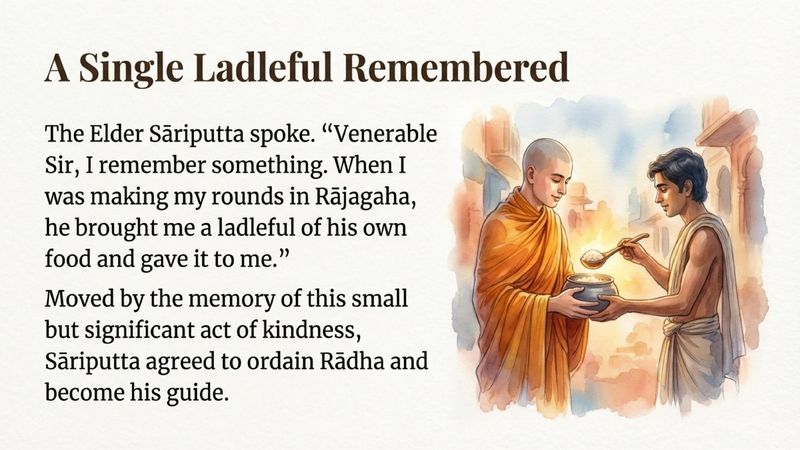 A Single Ladleful Remembered
The Elder Sāriputta spoke. “Venerable
Sir, I remember something. When I
was making my rounds in Rājagaha,
he brought me a ladleful of his own
food and gave it to me.”
Moved by the memory of this small
but significant act of kindness,
Sāriputta agreed to ordain Rādha and
become his guide.